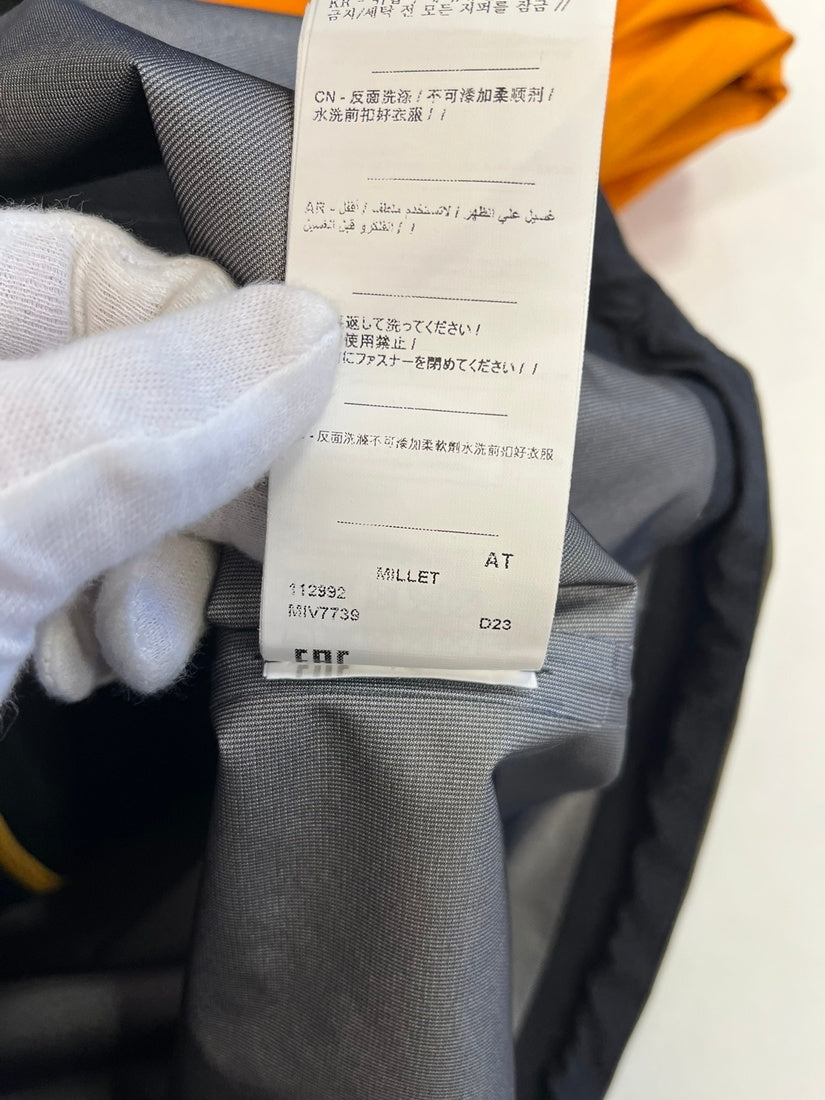 금지/세탁 전 모든 지퍼를 잠금 //
CN - 反面洗涤 / 不可添加柔顺剂 /
水洗前扣好衣服 / /
AR - غسيل علي الظهر / لاتستخدم ملطف / أقفل
قبل الغسيل / /
返して洗ってください /
使用禁止 /
にファスナーを閉めてください / /
- 反面洗滌不可添加柔軟劑水洗前扣好衣服
AT
MILLET
112992
MIV7739
D23